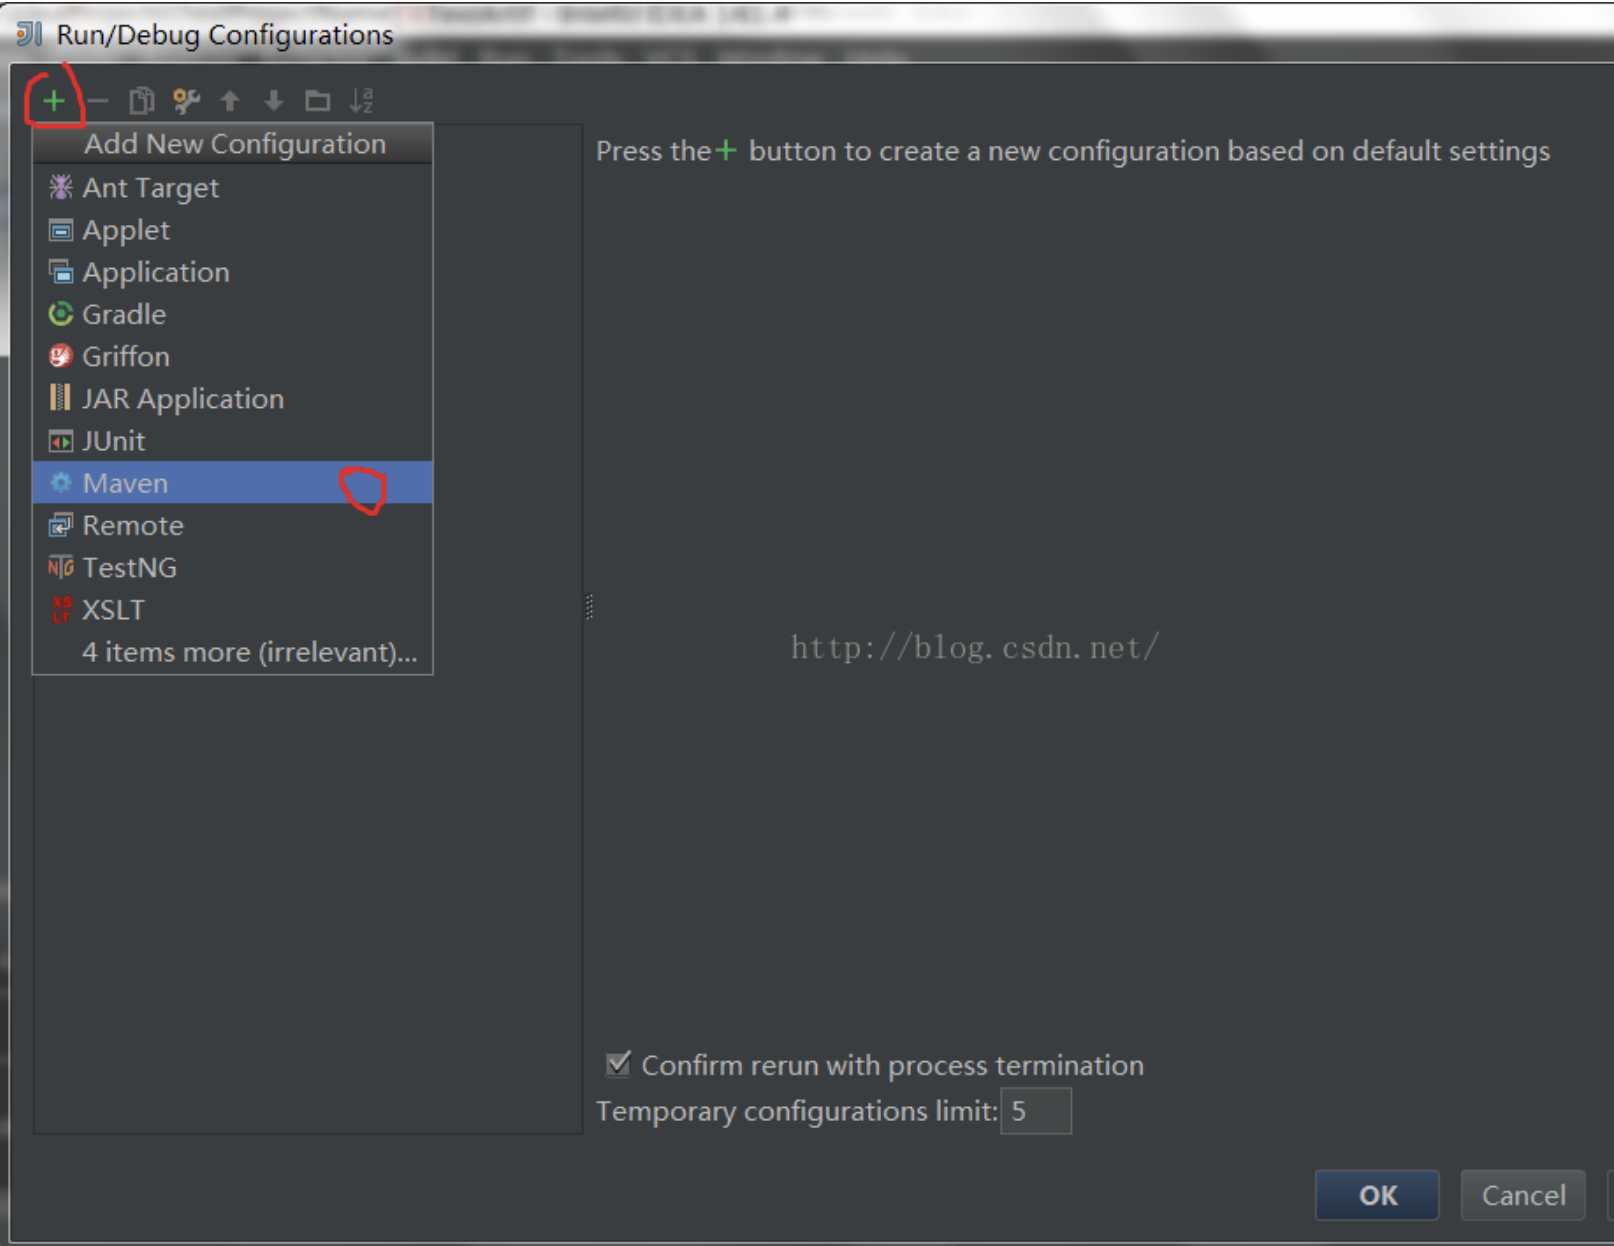 Run/Debug Configurations
Add New Configuration
Ant Target
Applet
Application
Gradle
Griffon
JAR Application
JUnit
Maven
Remote
TestNG
XSLT
4 items more (irrelevant)...
Press the + button to create a new configuration based on default settings
http://blog.csdn.net/
Confirm rerun with process termination
Temporary configurations limit: 5
OK
Cancel